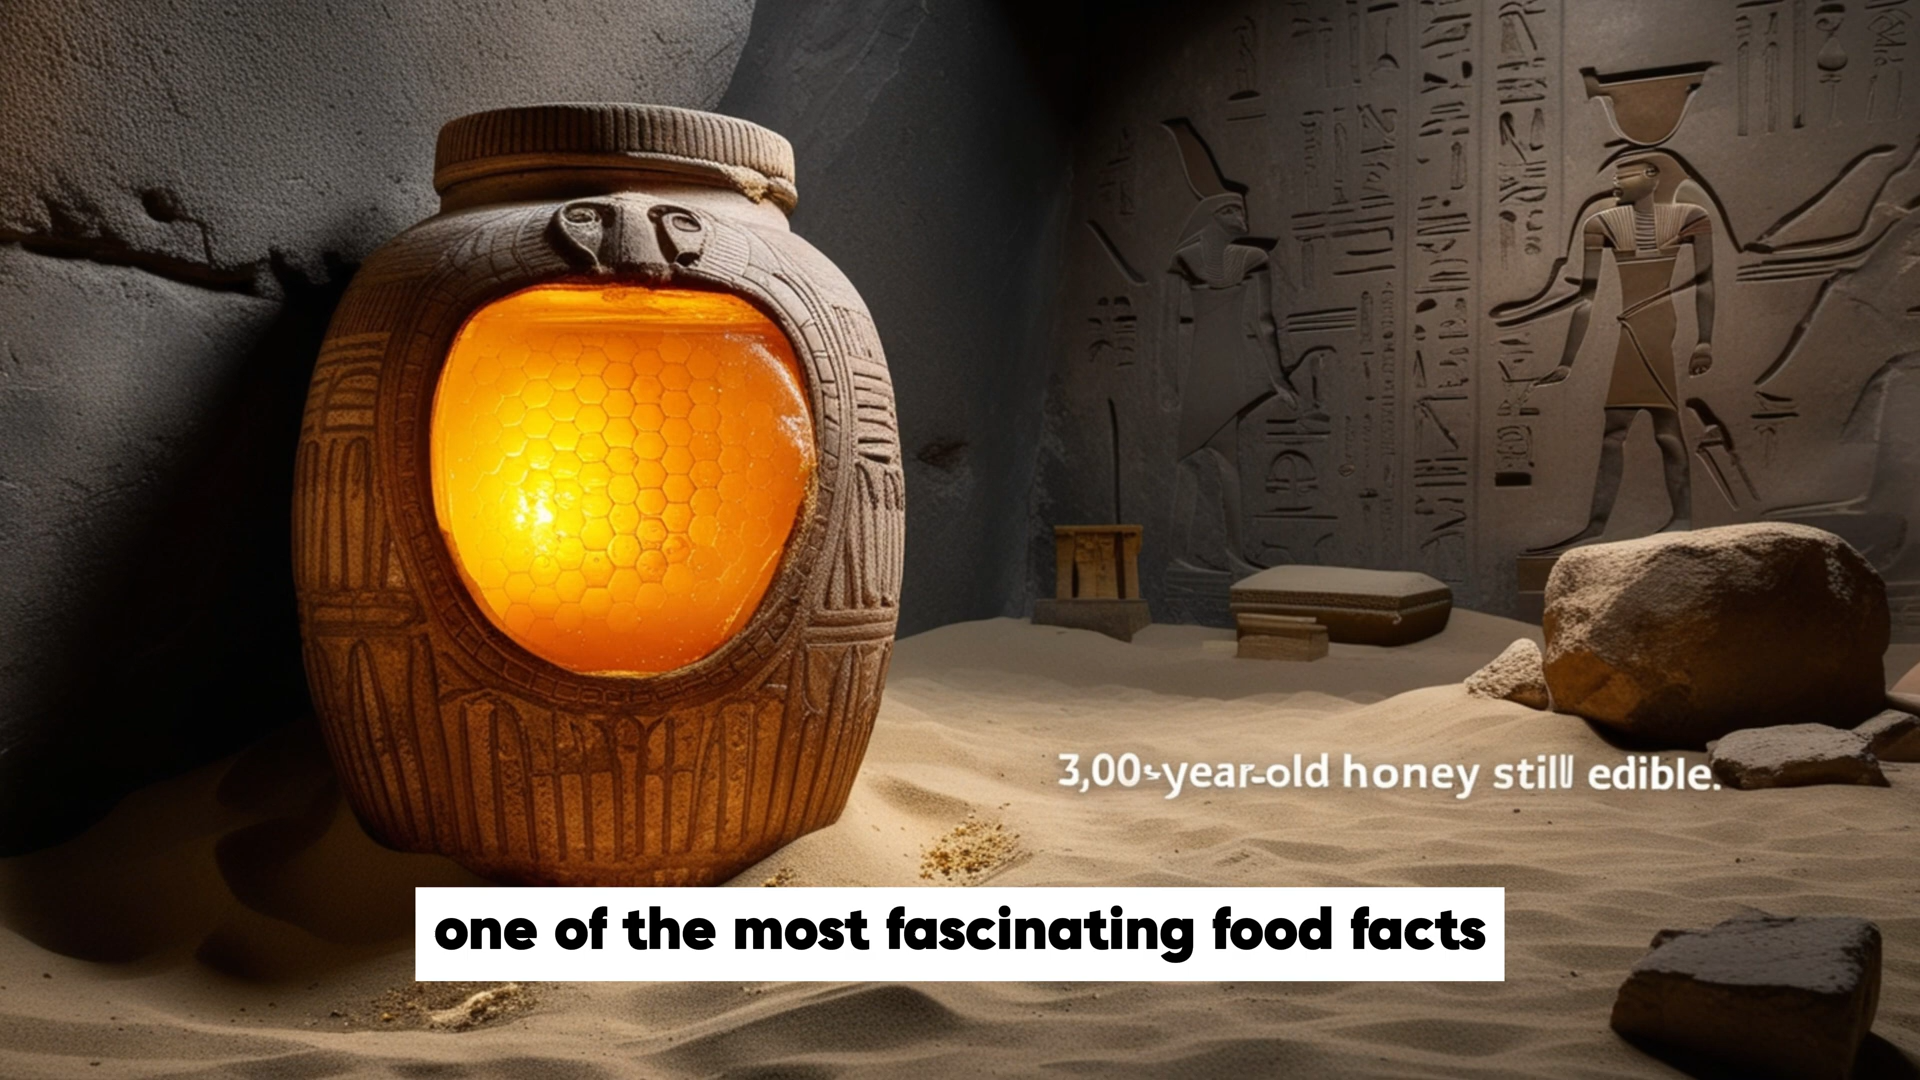 3,00-year-old honey still edible.
one of the most fascinating food facts